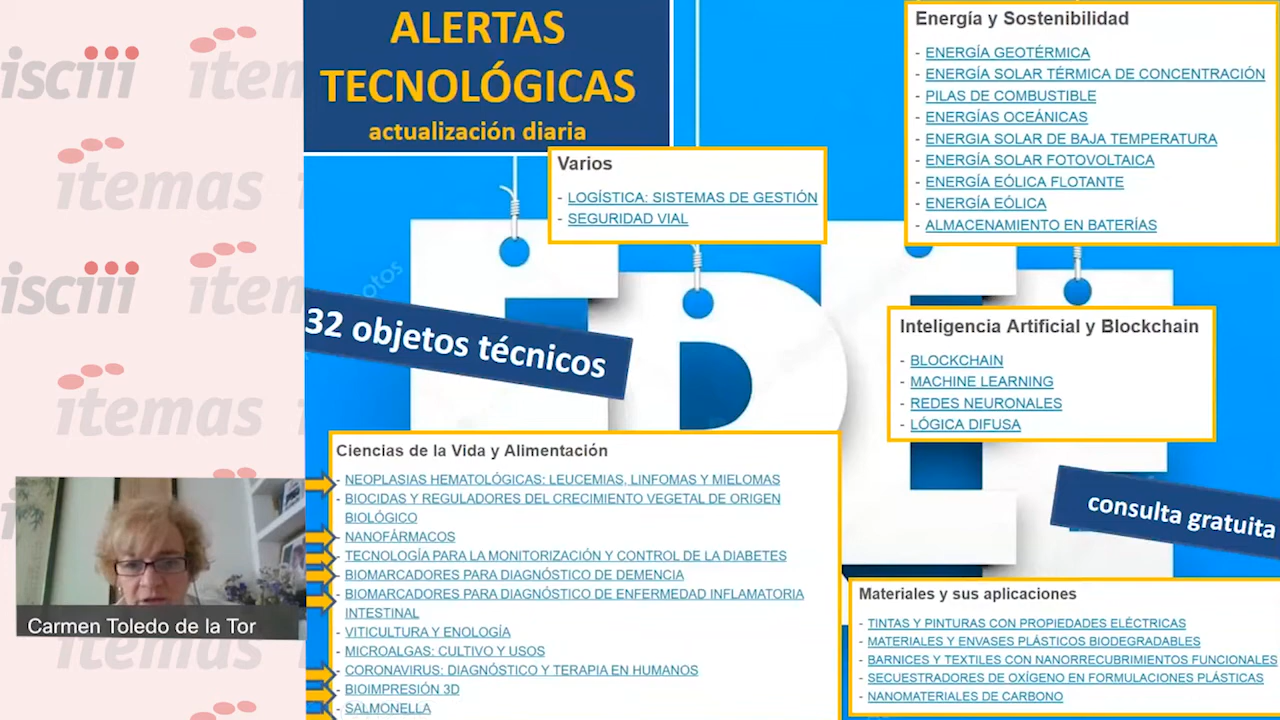 ALERTAS
TECNOLÓGICAS
actualización diaria
Energía y Sostenibilidad
- ENERGÍA GEOTÉRMICA
- ENERGÍA SOLAR TÉRMICA DE CONCENTRACIÓN
- PILAS DE COMBUSTIBLE
- ENERGÍAS OCEÁNICAS
- ENERGIA SOLAR DE BAJA TEMPERATURA
- ENERGÍA SOLAR FOTOVOLTAICA
- ENERGÍA EÓLICA FLOTANTE
- ENERGÍA EÓLICA
- ALMACENAMIENTO EN BATERÍAS
Varios
- LOGÍSTICA: SISTEMAS DE GESTIÓN
- SEGURIDAD VIAL
32 objetos técnicos
Inteligencia Artificial y Blockchain
- BLOCKCHAIN
- MACHINE LEARNING
- REDES NEURONALES
- LÓGICA DIFUSA
Ciencias de la Vida y Alimentación
- NEOPLASIAS HEMATOLÓGICAS: LEUCEMIAS, LINFOMAS Y MIELOMAS
- BIOCIDAS Y REGULADORES DEL CRECIMIENTO VEGETAL DE ORIGEN
BIOLÓGICO
- NANOFÁRMACOS
- TECNOLOGÍA PARA LA MONITORIZACIÓN Y CONTROL DE LA DIABETES
- BIOMARCADORES PARA DIAGNÓSTICO DE DEMENCIA
- BIOMARCADORES PARA DIAGNÓSTICO DE ENFERMEDAD INFLAMATORIA
INTESTINAL
- VITICULTURA Y ENOLOGÍA
- MICROALGAS: CULTIVO Y USOS
- CORONAVIRUS: DIAGNÓSTICO Y TERAPIA EN HUMANOS
- BIOIMPRESIÓN 3D
- SALMONELLA
consulta gratuita
Materiales y sus aplicaciones
- TINTAS Y PINTURAS CON PROPIEDADES ELÉCTRICAS
- MATERIALES Y ENVASES PLÁSTICOS BIODEGRADABLES
- BARNICES Y TEXTILES CON NANORRECUBRIMIENTOS FUNCIONALES
- SECUESTRADORES DE OXÍGENO EN FORMULACIONES PLÁSTICAS
- NANOMATERIALES DE CARBONO
isciii itemas
itemas
isciii
itemas
Carmen Toledo de la Tor
itemas